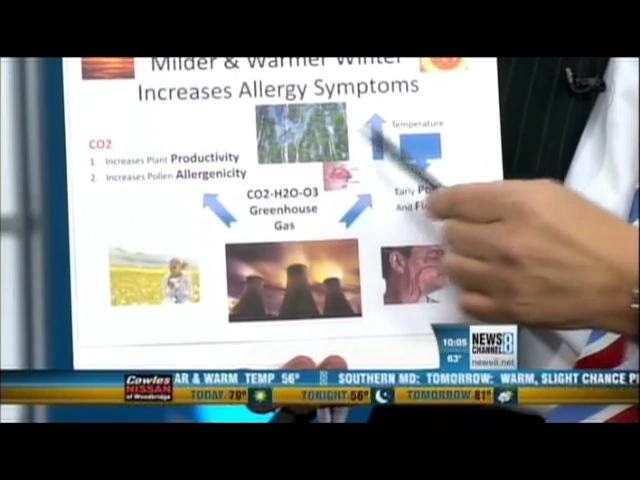 Milder & Warmer Winter
Increases Allergy Symptoms
CO2
1. Increases Plant Productivity
2. Increases Pollen Allergenicity
Temperature
CO2-H2O-O3
Greenhouse
Gas
Early
And
10:05
63°
NEWS
CHANNEL 8
news8.net
Cowles
NISSAN
of Woodbridge
AR & WARM TEMP 56° SOUTHERN MD: TOMORROW: WARM, SLIGHT CHANCE
TODAY: 79° TONIGHT: 56° TOMORROW: 81°